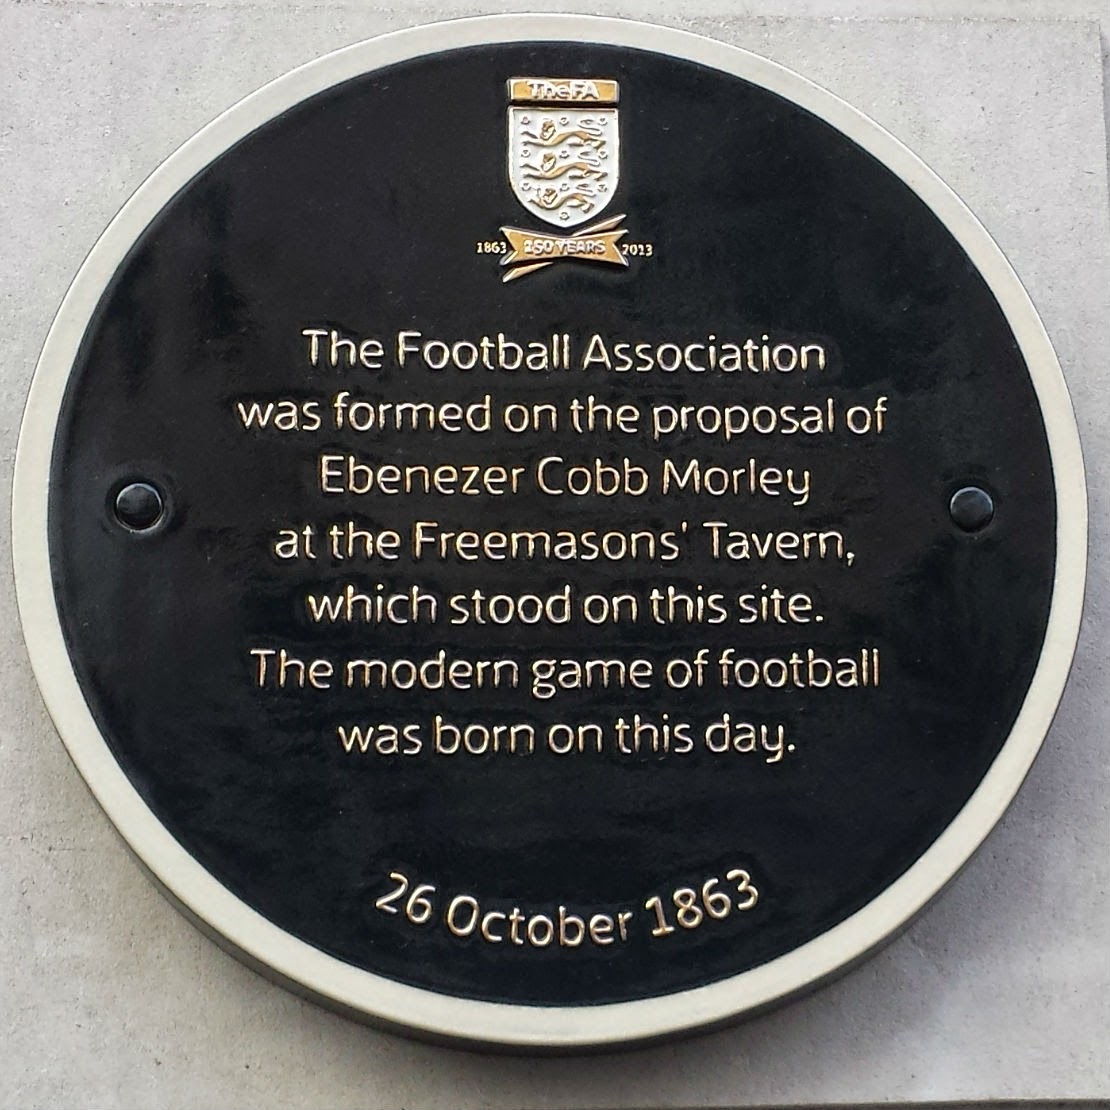 TheFA
1863 150 YEARS 2013
The Football Association
was formed on the proposal of
Ebenezer Cobb Morley
at the Freemasons' Tavern,
which stood on this site.
The modern game of football
was born on this day.
26 October 1863